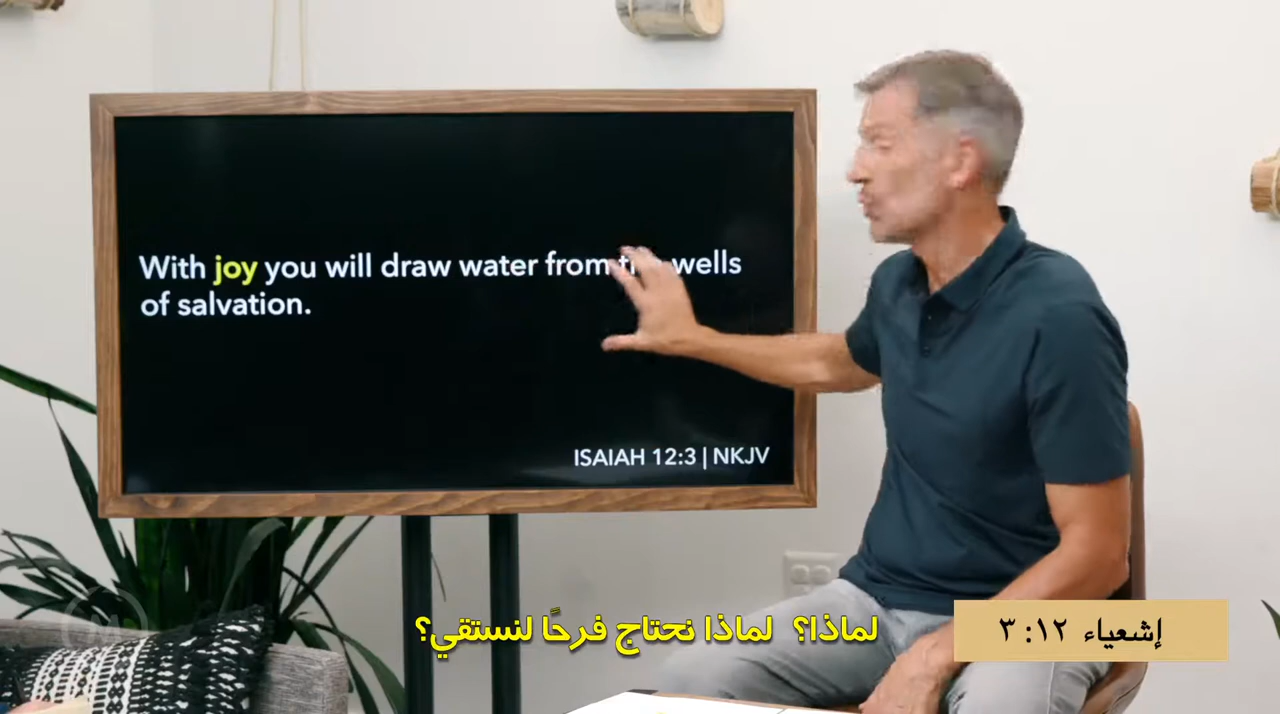 With joy you will draw water from the wells
of salvation.
ISAIAH 12:3 | NKJV
لماذا؟ لماذا نحتاج فرحًا لنستقي؟
إشعياء ١٢: ٣